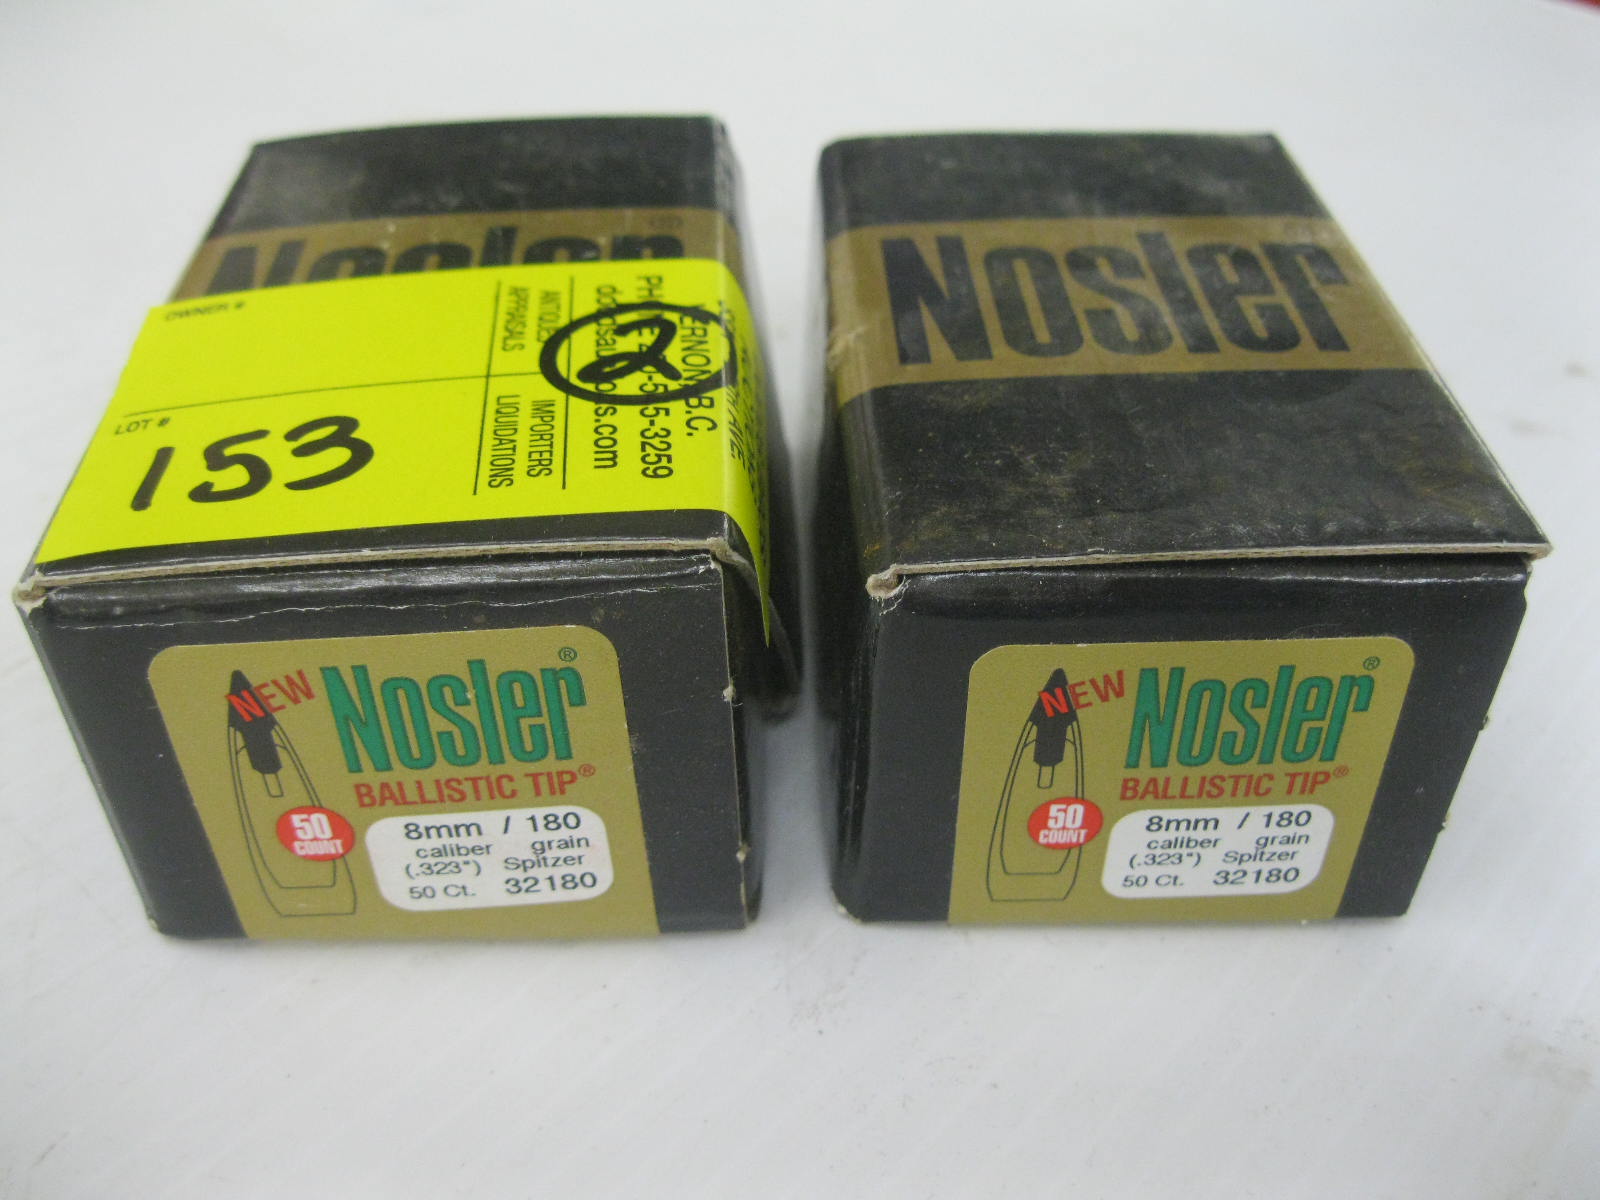 Nosler
OWNER #
LOT #
153
ANTIQUES
APPRAISALS
IMPORTERS
LIQUIDATIONS
2
VERNON, B.C.
-3259
.com
Nosler
NEW
Nosler®
BALLISTIC TIP®
50
COUNT
8mm / 180
caliber grain
(.323") Spitzer
50 Ct. 32180
NEW
Nosler®
BALLISTIC TIP®
50
COUNT
8mm / 180
caliber grain
(.323") Spitzer
50 Ct. 32180